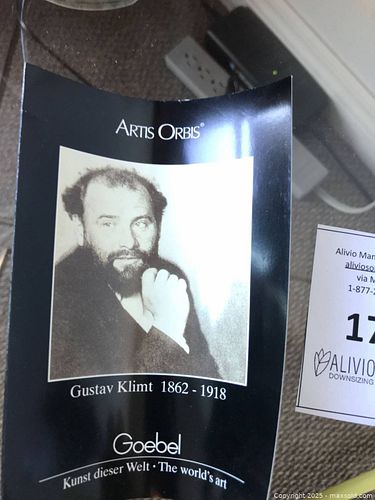 ARTIS ORBIS®
Gustav Klimt 1862 - 1918
Goebel
Kunst dieser Welt • The world's art
Alivio
via
1-877-
ALIVIO
DOWNSIZING
Copyright 2025 - maxsold.com